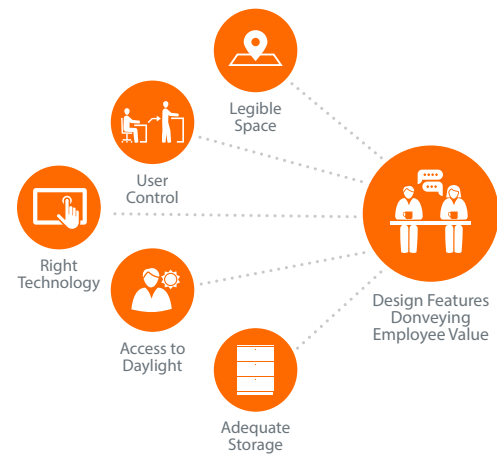 Legible
Space
User
Control
Right
Technology
Access to
Daylight
Adequate
Storage
Design Features
Donveying
Employee Value